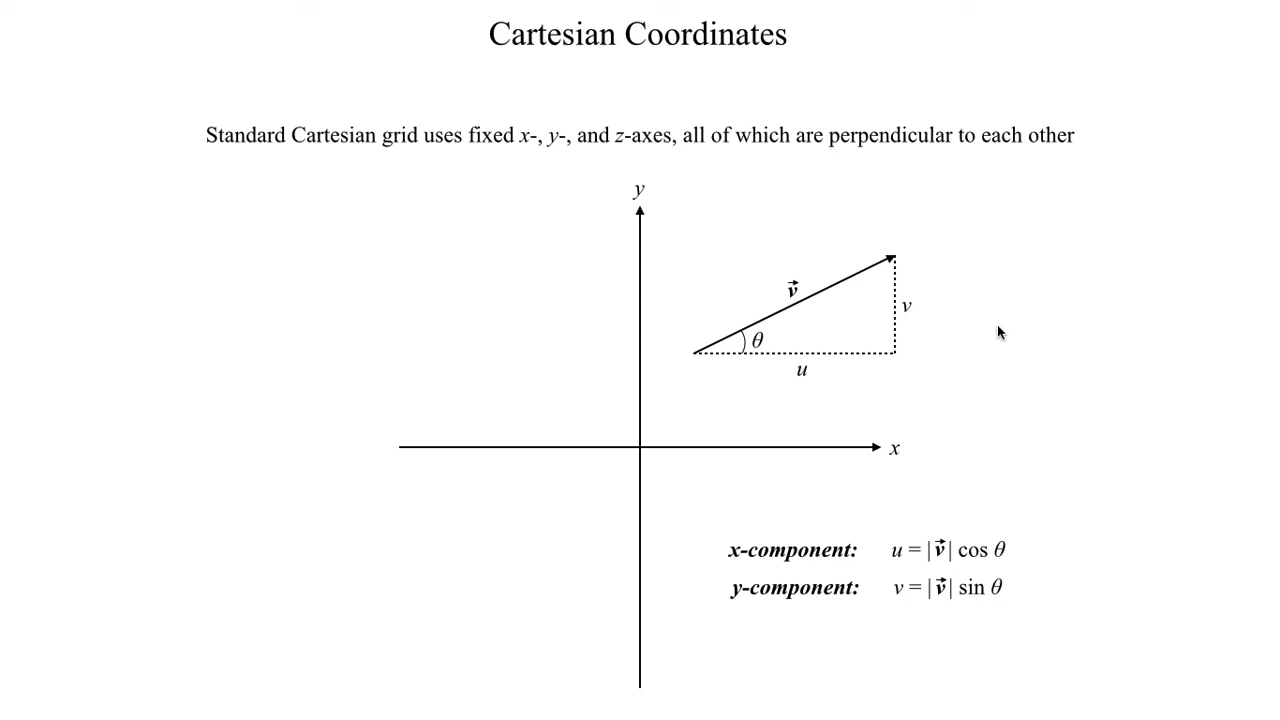 Cartesian Coordinates
Standard Cartesian grid uses fixed x-, y-, and z-axes, all of which are perpendicular to each other
y
v⃗
v
θ
u
x
x-component: u = |v⃗| cos θ
y-component: v = |v⃗| sin θ